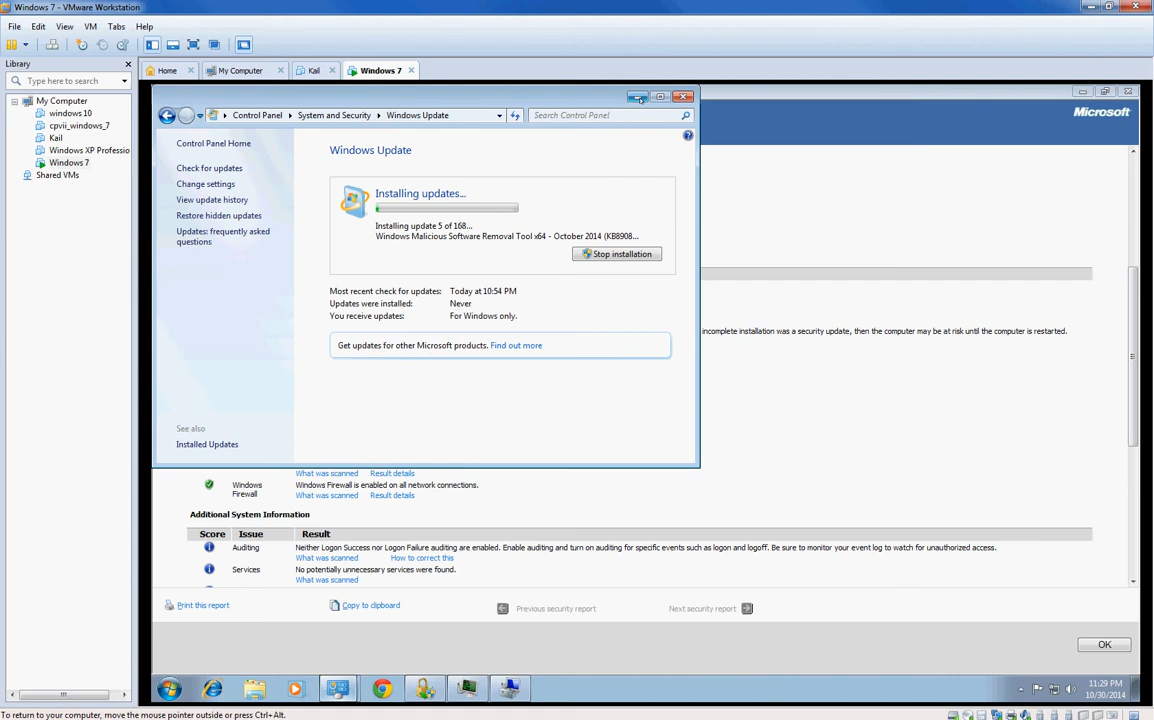 Windows 7 - VMware Workstation
File Edit View VM Tabs Help
Library
Type here to search
My Computer
windows 10
cpvii_windows_7
Kail
Windows XP Professio
Windows 7
Shared VMs
Home
My Computer
Kail
Windows 7
Control Panel
System and Security
Windows Update
Search Control Panel
Microsoft
Control Panel Home
Check for updates
Change settings
View update history
Restore hidden updates
Updates: frequently asked
questions
See also
Installed Updates
Windows Update
Installing updates...
Installing update 5 of 168...
Windows Malicious Software Removal Tool x64 - October 2014 (KB8908...
Stop installation
Most recent check for updates: Today at 10:54 PM
Updates were installed: Never
You receive updates: For Windows only.
Get updates for other Microsoft products. Find out more
incomplete installation was a security update, then the computer may be at risk until the computer is restarted.
What was scanned Result details
Windows
Firewall
Windows Firewall is enabled on all network connections.
What was scanned Result details
Additional System Information
Score Issue Result
Auditing Neither Logon Success nor Logon Failure auditing are enabled. Enable auditing and turn on auditing for specific events such as logon and logoff. Be sure to monitor your event log to watch for unauthorized access.
What was scanned How to correct this
Services No potentially unnecessary services were found.
What was scanned
Print this report
Copy to clipboard
Previous security report
Next security report
OK
11:29 PM
10/30/2014
To return to your computer, move the mouse pointer outside or press Ctrl+Alt.